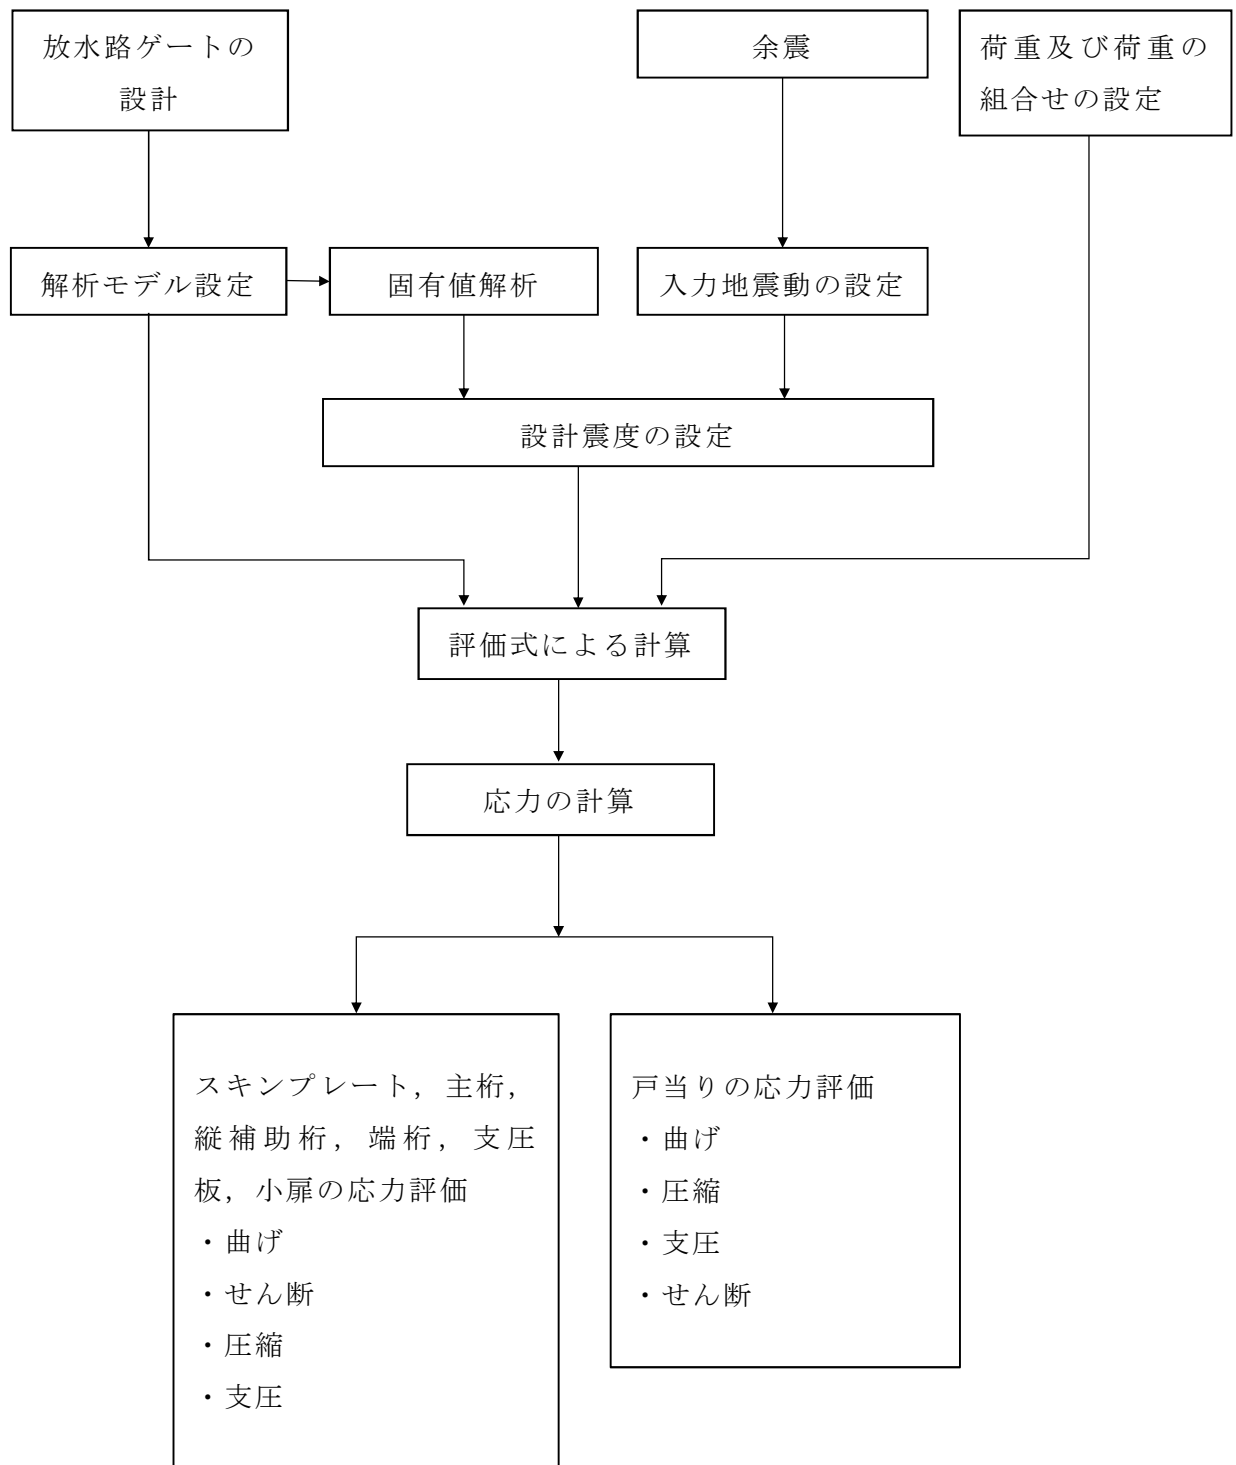 放水路ゲートの
設計
余震
荷重及び荷重の
組合せの設定
解析モデル設定
固有値解析
入力地震動の設定
設計震度の設定
評価式による計算
応力の計算
スキンプレート，主桁，
縦補助桁，端桁，支圧
板，小扉の応力評価
・曲げ
・せん断
・圧縮
・支圧
戸当りの応力評価
・曲げ
・圧縮
・支圧
・せん断